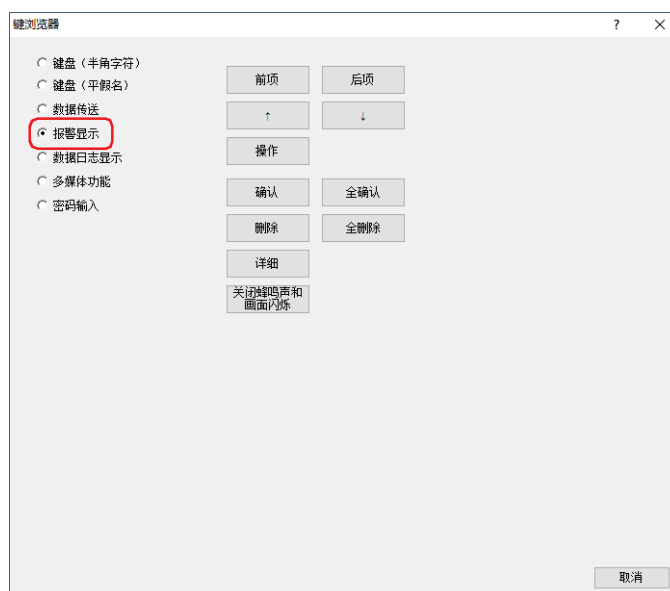 键浏览器
?
×
键盘（半角字符）
键盘（平假名）
数据传送
报警显示
数据日志显示
多媒体功能
密码输入
前项 后项
↑ ↓
操作
确认 全确认
删除 全删除
详细
关闭蜂鸣声和
画面闪烁
取消